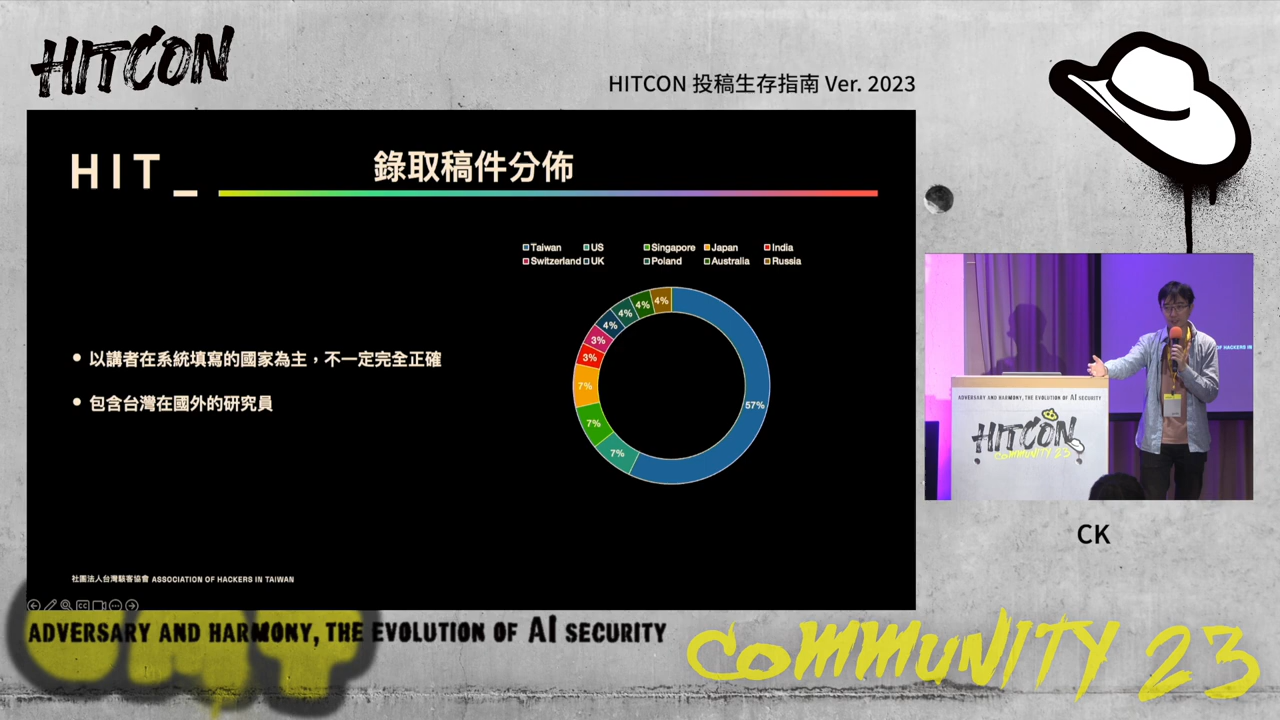 HITCON
HITCON 投稿生存指南 Ver. 2023
HIT_
錄取稿件分佈
Taiwan US Singapore Japan India
Switzerland UK Poland Australia Russia
4%
4%
4%
4%
3%
3%
7%
7%
7%
57%
以講者在系統填寫的國家為主，不一定完全正確
包含台灣在國外的研究員
社團法人台灣駭客協會 ASSOCIATION OF HACKERS IN TAIWAN
OF HACKERS IN
ADVERSARY AND HARMONY, THE EVOLUTION OF AI SECURITY
HITCON
COMMUNITY 23
CK
ADVERSARY AND HARMONY, THE EVOLUTION OF AI SECURITY
COMMUNITY 23